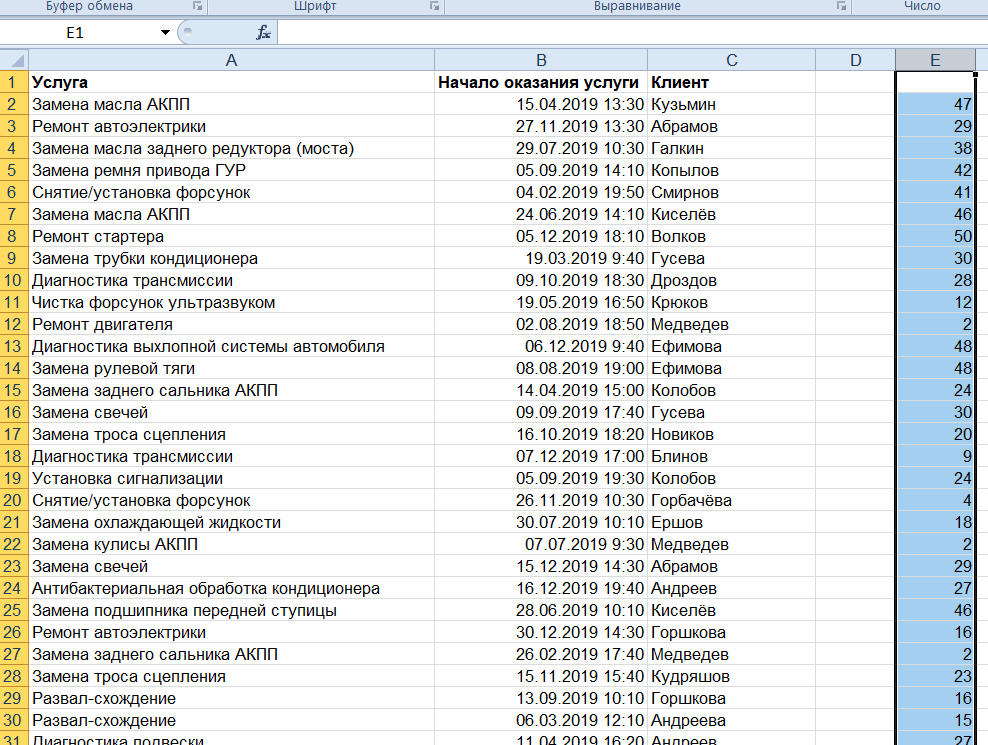 Буфер обмена Шрифт Выравнивание Число
E1 fx
A B C D E
1 Услуга Начало оказания услуги Клиент
2 Замена масла АКПП 15.04.2019 13:30 Кузьмин 47
3 Ремонт автоэлектрики 27.11.2019 13:30 Абрамов 29
4 Замена масла заднего редуктора (моста) 29.07.2019 10:30 Галкин 38
5 Замена ремня привода ГУР 05.09.2019 14:10 Копылов 42
6 Снятие/установка форсунок 04.02.2019 19:50 Смирнов 41
7 Замена масла АКПП 24.06.2019 14:10 Киселёв 46
8 Ремонт стартера 05.12.2019 18:10 Волков 50
9 Замена трубки кондиционера 19.03.2019 9:40 Гусева 30
10 Диагностика трансмиссии 09.10.2019 18:30 Дроздов 28
11 Чистка форсунок ультразвуком 19.05.2019 16:50 Крюков 12
12 Ремонт двигателя 02.08.2019 18:50 Медведев 2
13 Диагностика выхлопной системы автомобиля 06.12.2019 9:40 Ефимова 48
14 Замена рулевой тяги 08.08.2019 19:00 Ефимова 48
15 Замена заднего сальника АКПП 14.04.2019 15:00 Колобов 24
16 Замена свечей 09.09.2019 17:40 Гусева 30
17 Замена троса сцепления 16.10.2019 18:20 Новиков 20
18 Диагностика трансмиссии 07.12.2019 17:00 Блинов 9
19 Установка сигнализации 05.09.2019 19:30 Колобов 24
20 Снятие/установка форсунок 26.11.2019 10:30 Горбачёва 4
21 Замена охлаждающей жидкости 30.07.2019 10:10 Ершов 18
22 Замена кулисы АКПП 07.07.2019 9:30 Медведев 2
23 Замена свечей 15.12.2019 14:30 Абрамов 29
24 Антибактериальная обработка кондиционера 16.12.2019 19:40 Андреев 27
25 Замена подшипника передней ступицы 28.06.2019 10:10 Киселёв 46
26 Ремонт автоэлектрики 30.12.2019 14:30 Горшкова 16
27 Замена заднего сальника АКПП 26.02.2019 17:40 Медведев 2
28 Замена троса сцепления 15.11.2019 15:40 Кудряшов 23
29 Развал-схождение 13.09.2019 10:10 Горшкова 16
30 Развал-схождение 06.03.2019 12:10 Андреева 15
31 Диагностика подвески 11.04.2019 16:20 Андреев 27